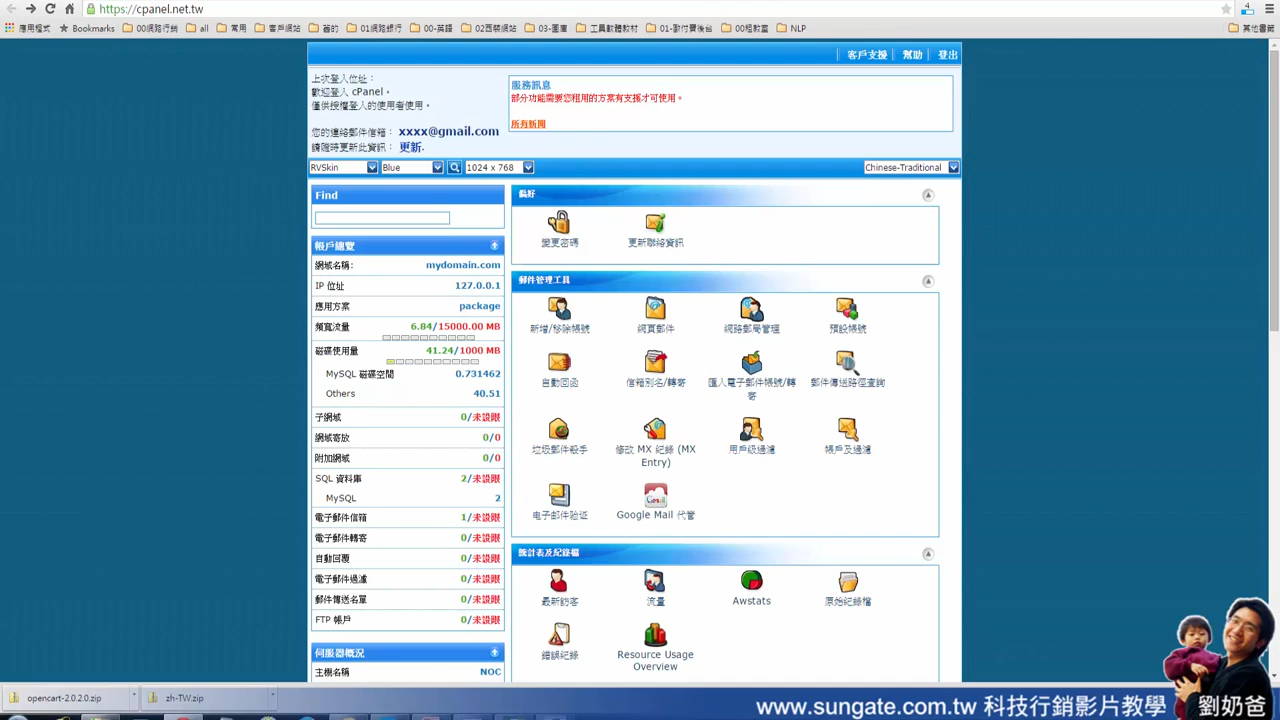 https://cpanel.net.tw
4
應用程式
Bookmarks
00網路行銷
all
常用
客戶網站
舊的
01網路銀行
00-英語
02西裝網站
03-圖庫
工具軟體教材
01-歐付寶後台
00租教室
NLP
其他書籤
客戶支援
幫助
登出
上次登入位址:
歡迎登入 cPanel。
僅供授權登入的使用者使用。
您的連絡郵件信箱: xxxx@gmail.com
請隨時更新此資訊: 更新.
服務訊息
部分功能需要您租用的方案有支援才可使用。
所有新聞
RVSkin
Blue
1024 x 768
Chinese-Traditional
Find
帳戶總覽
網域名稱: mydomain.com
IP 位址 127.0.0.1
應用方案 package
頻寬流量 6.84/15000.00 MB
磁碟使用量 41.24/1000 MB
MySQL 磁碟空間 0.731462
Others 40.51
子網域 0/未設限
網域寄放 0/0
附加網域 0/0
SQL 資料庫 2/未設限
MySQL 2
電子郵件信箱 1/未設限
電子郵件轉寄 0/未設限
自動回覆 0/未設限
電子郵件過濾 0/未設限
郵件傳送名單 0/未設限
FTP 帳戶 0/未設限
伺服器概況
主機名稱 NOC
偏好
變更密碼
更新聯絡資訊
郵件管理工具
新增/移除帳號
網頁郵件
網路郵局管理
預設帳號
自動回函
信箱別名/轉寄
匯入電子郵件帳號/轉
寄
郵件傳送路徑查詢
垃圾郵件殺手
修改 MX 紀錄 (MX
Entry)
用戶級過濾
帳戶及過濾
电子邮件验证
Gmail
Google Mail 代管
統計表及紀錄檔
最新訪客
流量
Awstats
原始紀錄檔
錯誤紀錄
Resource Usage
Overview
opencart-2.0.2.0.zip
zh-TW.zip
www.sungate.com.tw 科技行銷影片教學
劉奶爸